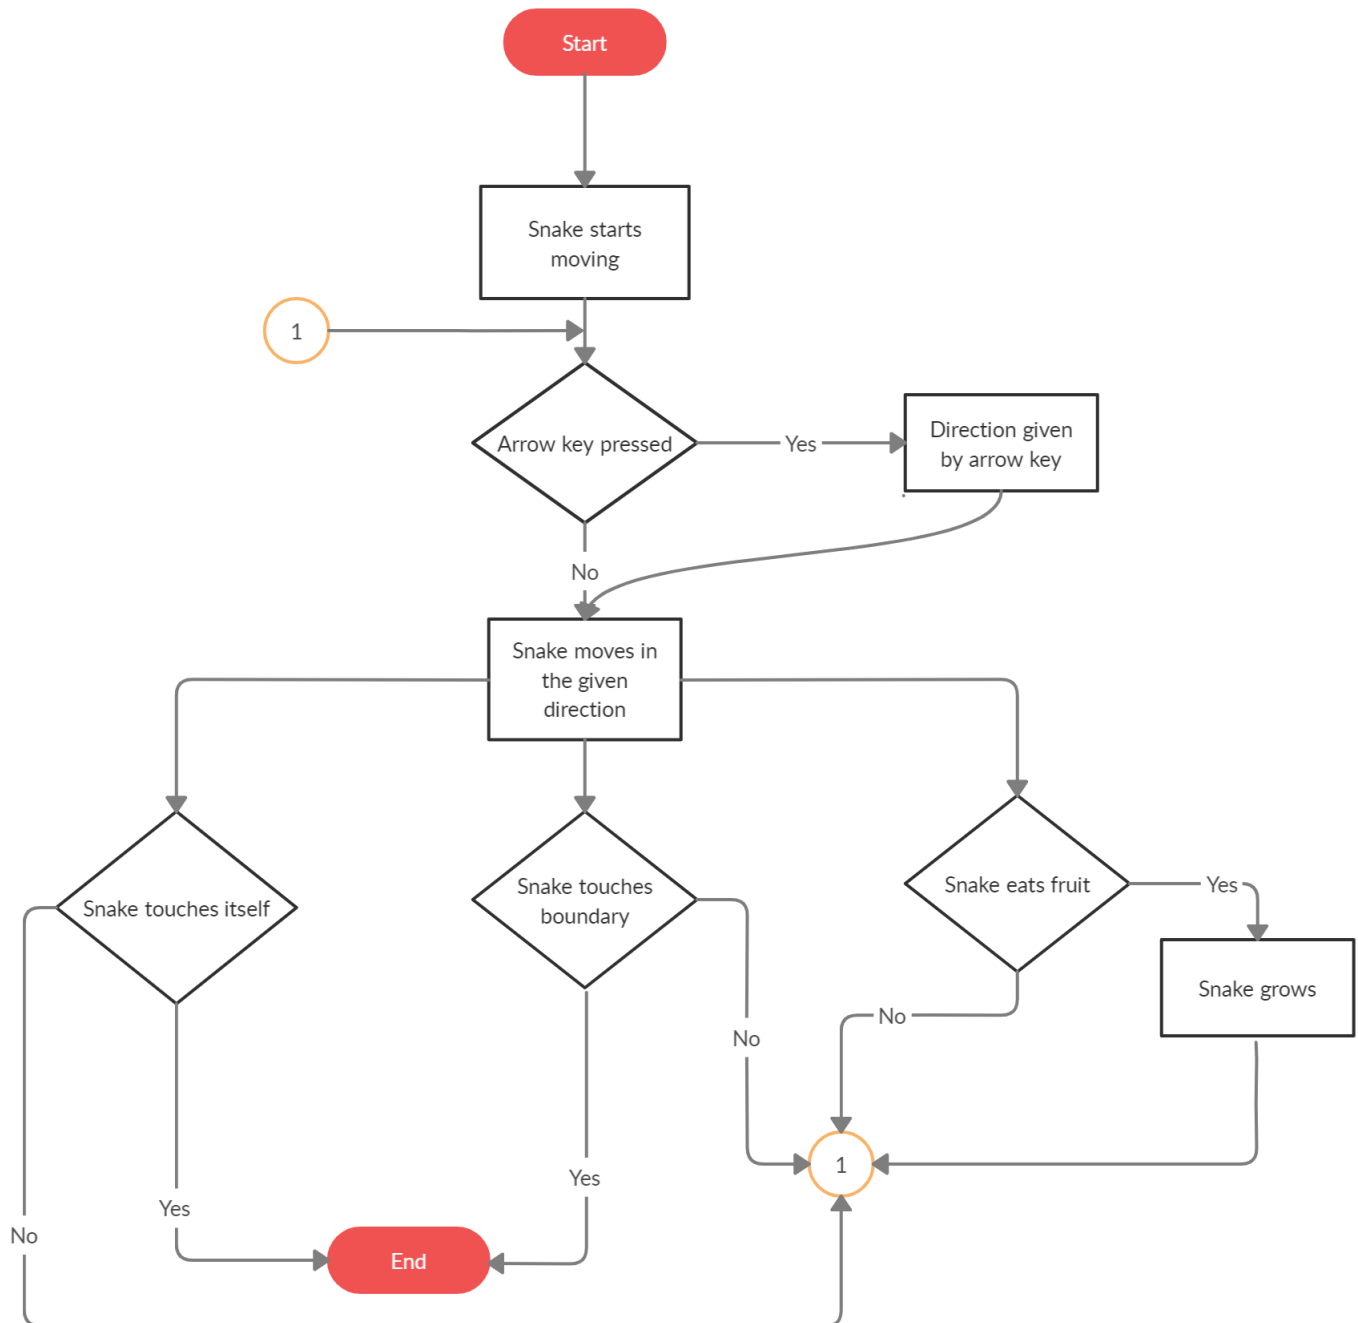 Start
Snake starts
moving
1
Arrow key pressed
Yes
Direction given
by arrow key
No
Snake moves in
the given
direction
Snake touches itself
Snake touches
boundary
Snake eats fruit
Yes
Snake grows
No
No
1
Yes
Yes
No
End